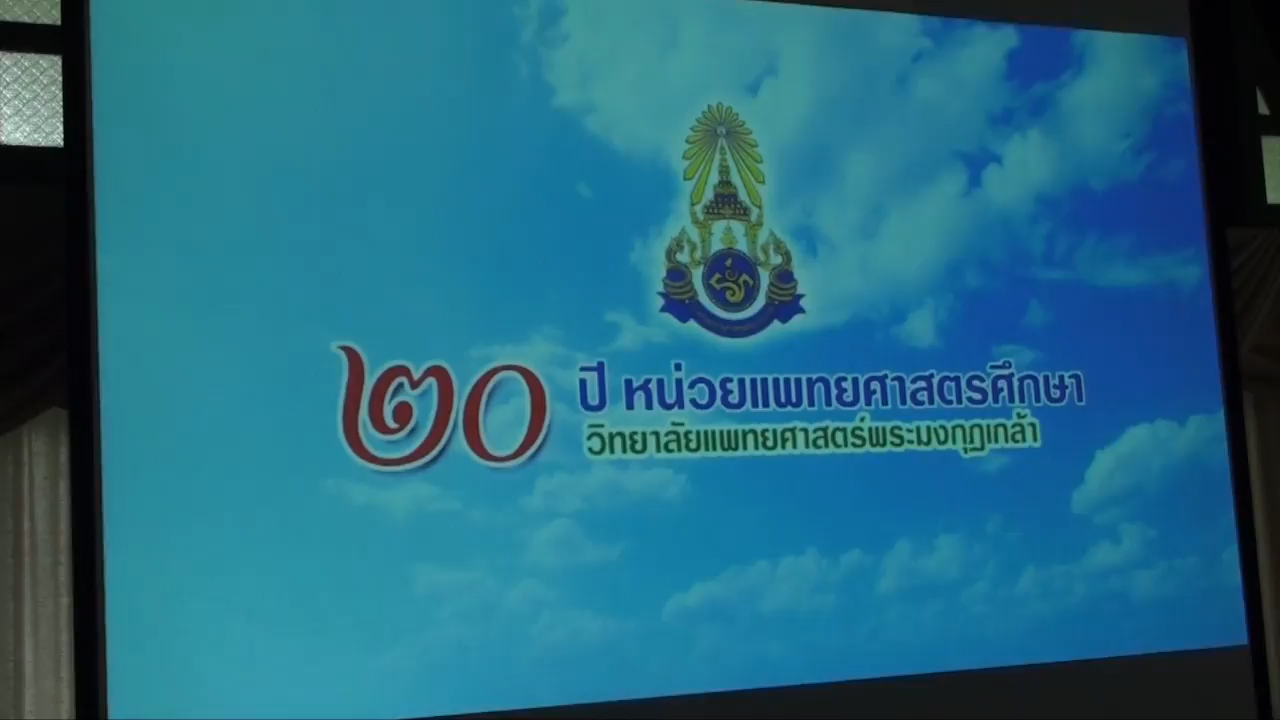 ๒๐ ปี หน่วยแพทยศาสตรศึกษา
วิทยาลัยแพทยศาสตร์พระมงกุฎเกล้า